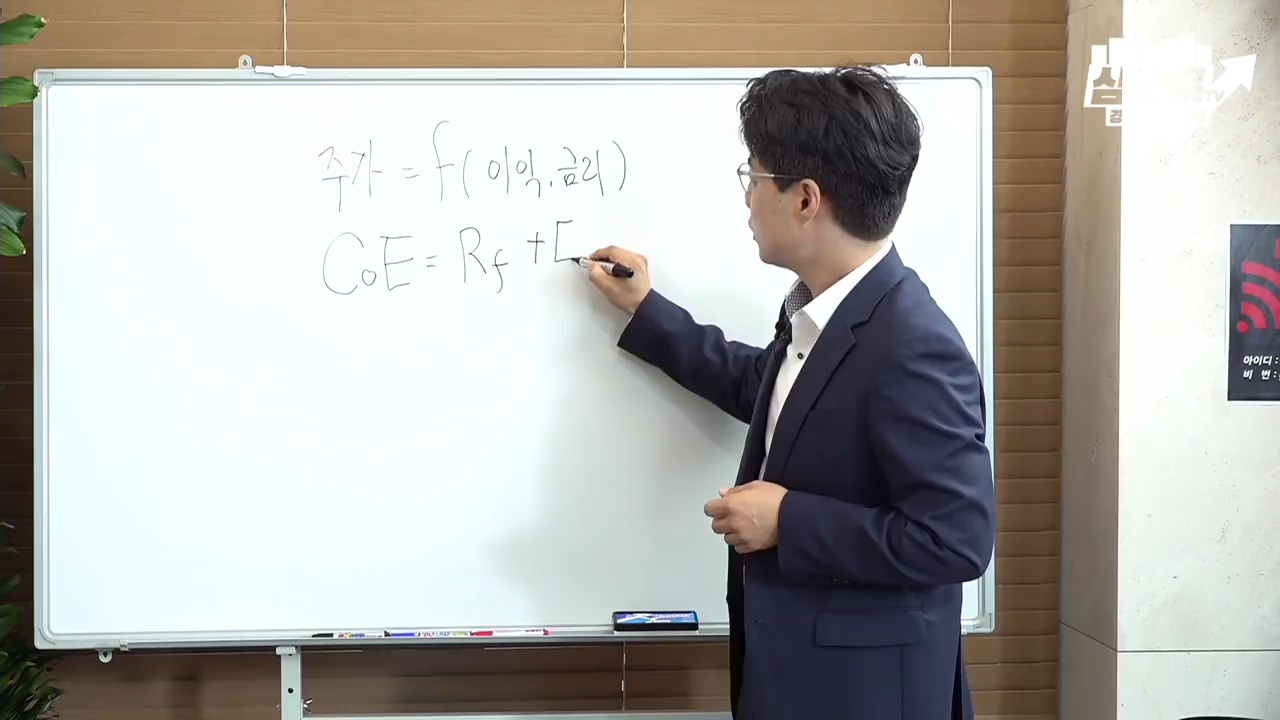 주가 = f(이익, 금리)
CoE = Rf + E
아이디 :
비 번 :